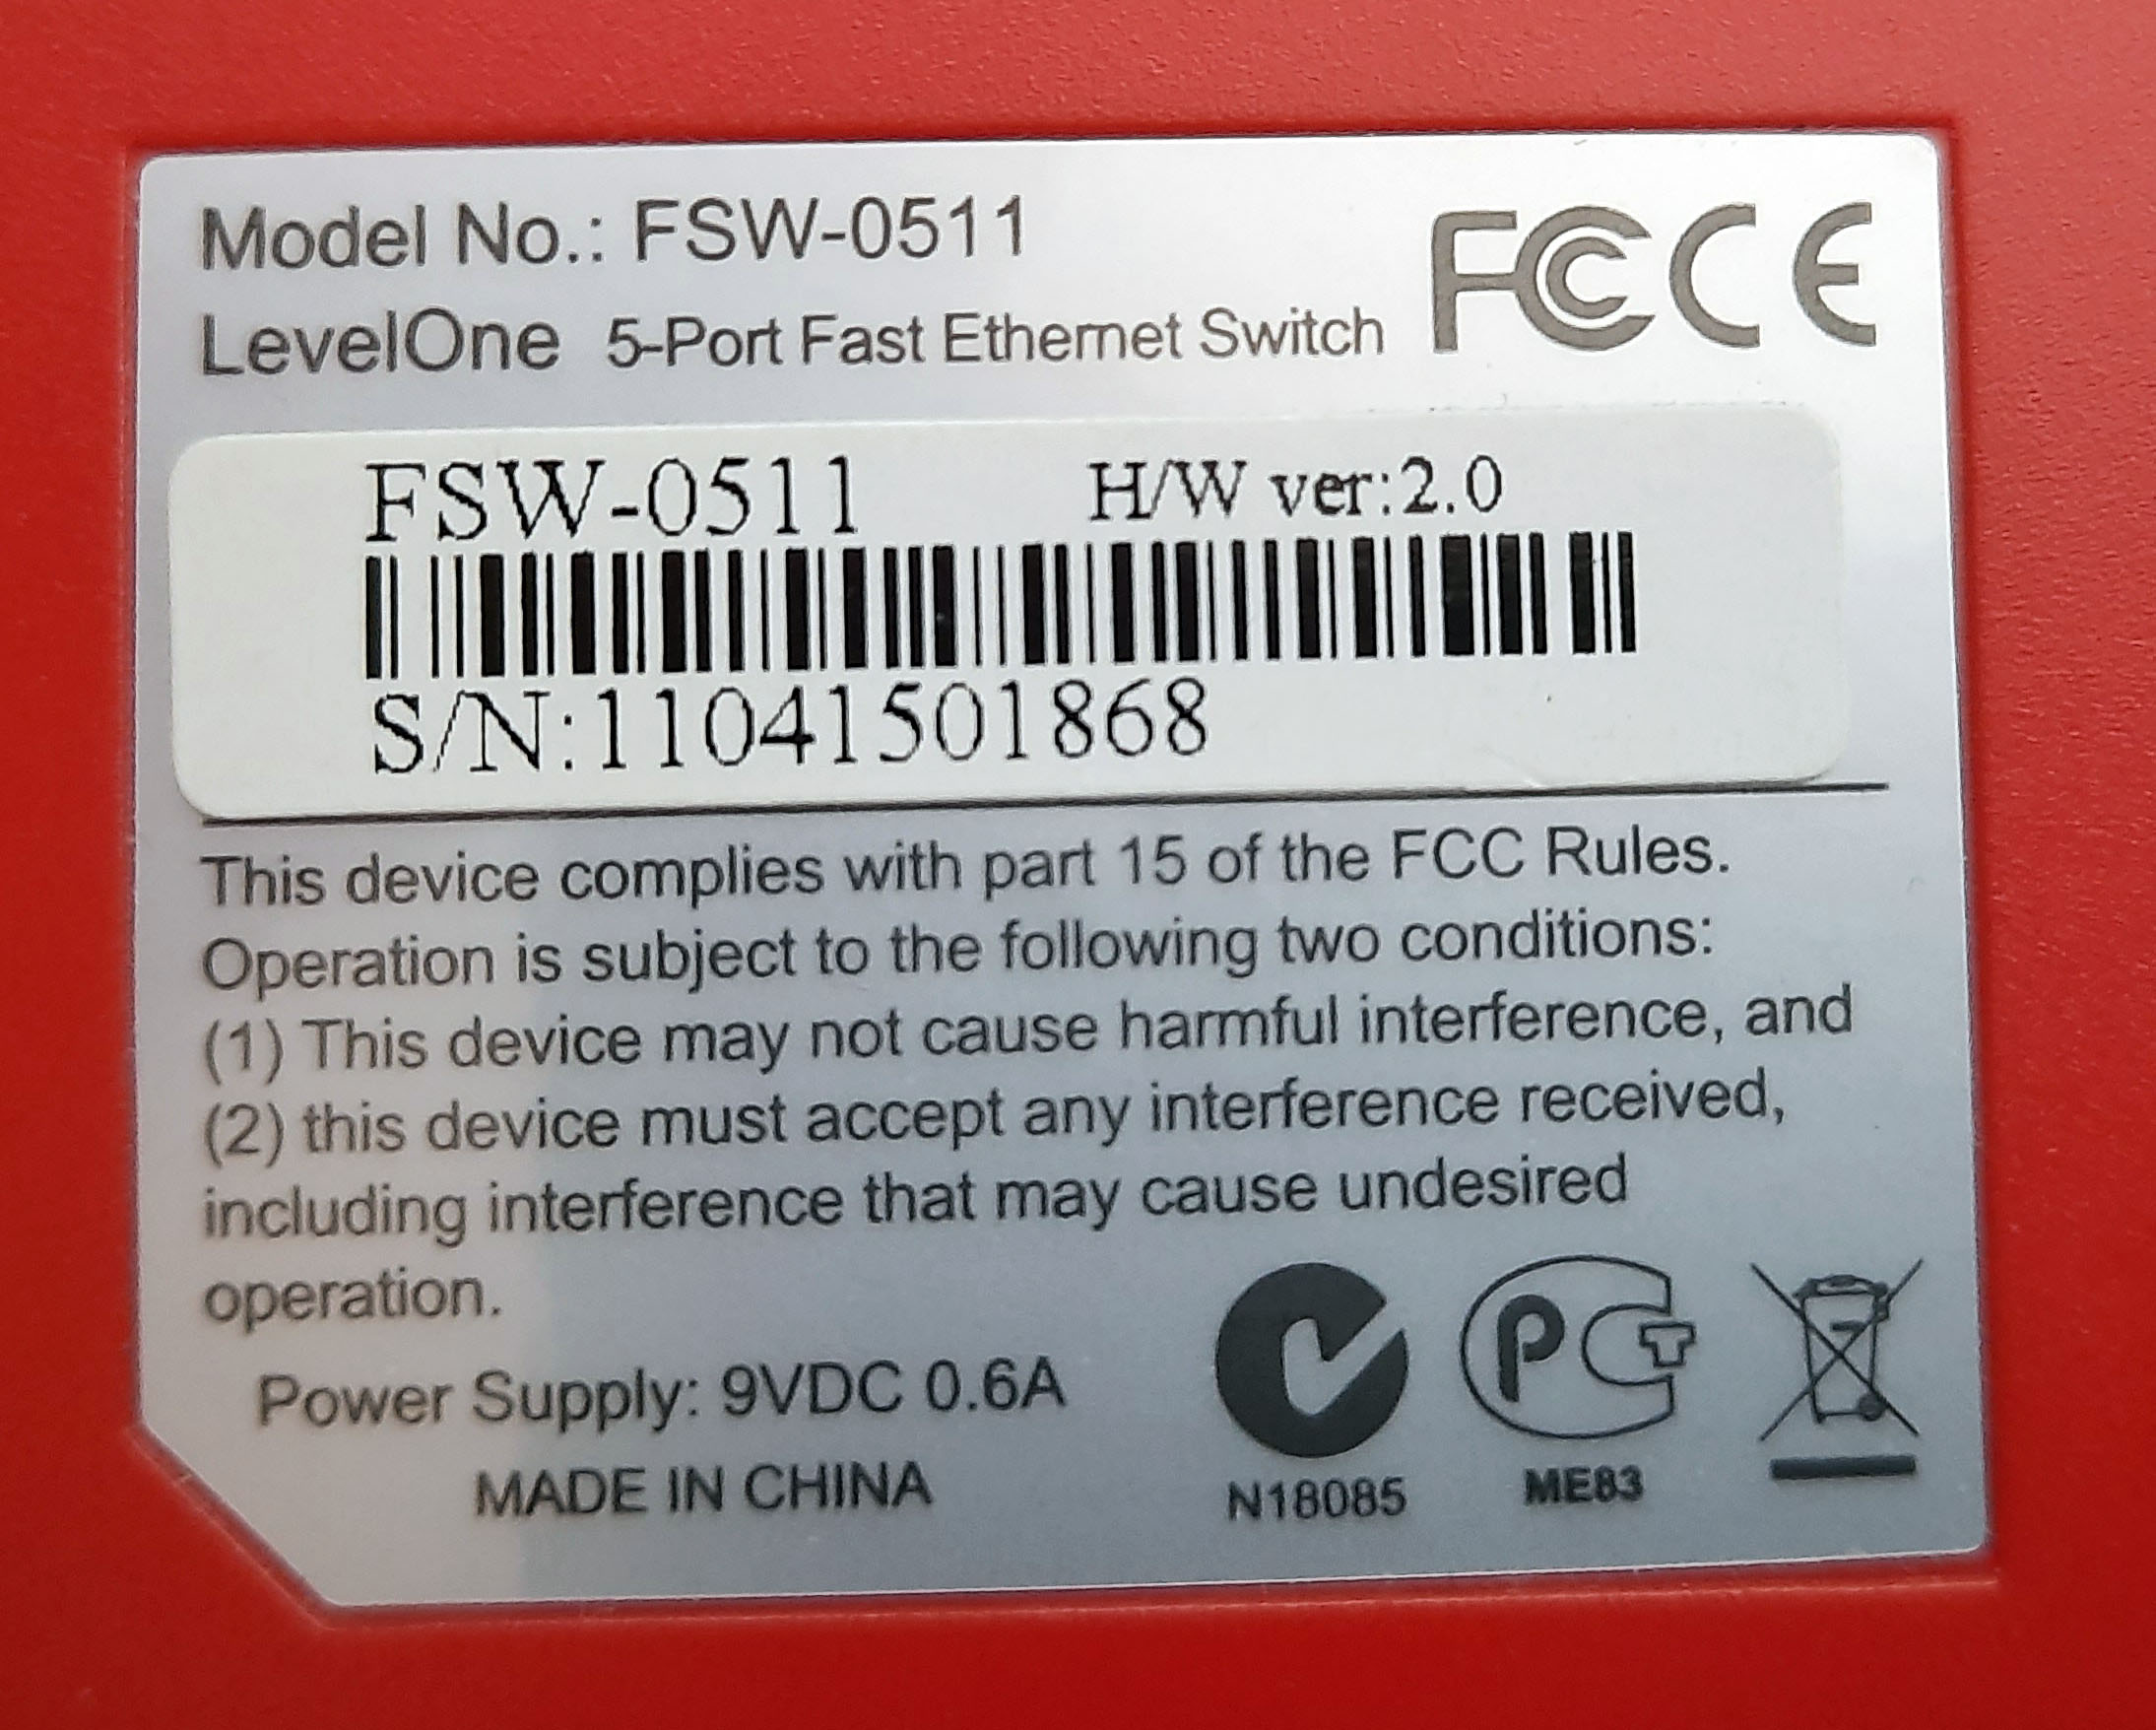 Model No.: FSW-0511
FC CE
LevelOne 5-Port Fast Ethernet Switch
FSW-0511 H/W ver:2.0
S/N:11041501868
This device complies with part 15 of the FCC Rules.
Operation is subject to the following two conditions:
(1) This device may not cause harmful interference, and
(2) this device must accept any interference received,
including interference that may cause undesired
operation.
Power Supply: 9VDC 0.6A
MADE IN CHINA
N18085
PCT
ME83